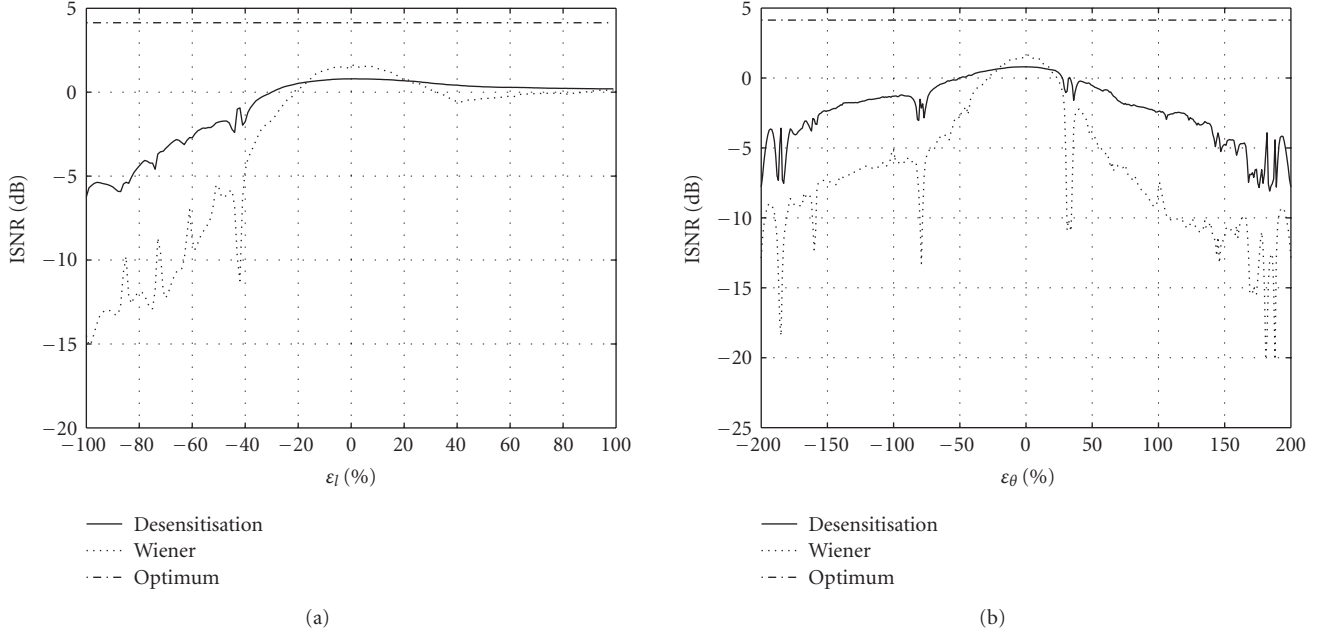 5
0
−5
−10
−15
−20
ISNR (dB)
−100 −80 −60 −40 −20 0 20 40 60 80 100
ε_l (%)
Desensitisation
Wiener
Optimum
(a)
5
0
−5
−10
−15
−20
−25
ISNR (dB)
−200 −150 −100 −50 0 50 100 150 200
ε_θ (%)
Desensitisation
Wiener
Optimum
(b)